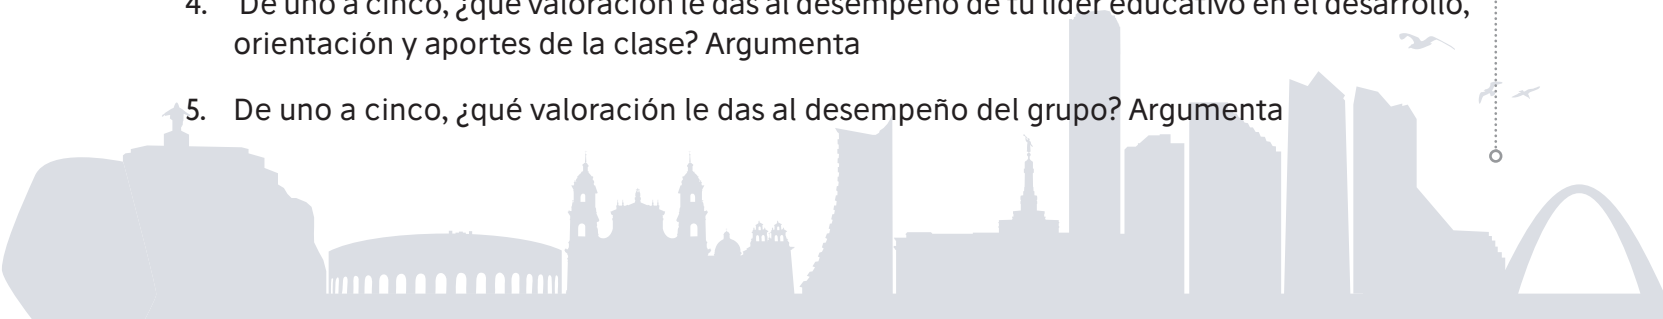 4. De uno a cinco, ¿qué valoración le das al desempeño de tu líder educativo en el desarrollo,
orientación y aportes de la clase? Argumenta
5. De uno a cinco, ¿qué valoración le das al desempeño del grupo? Argumenta